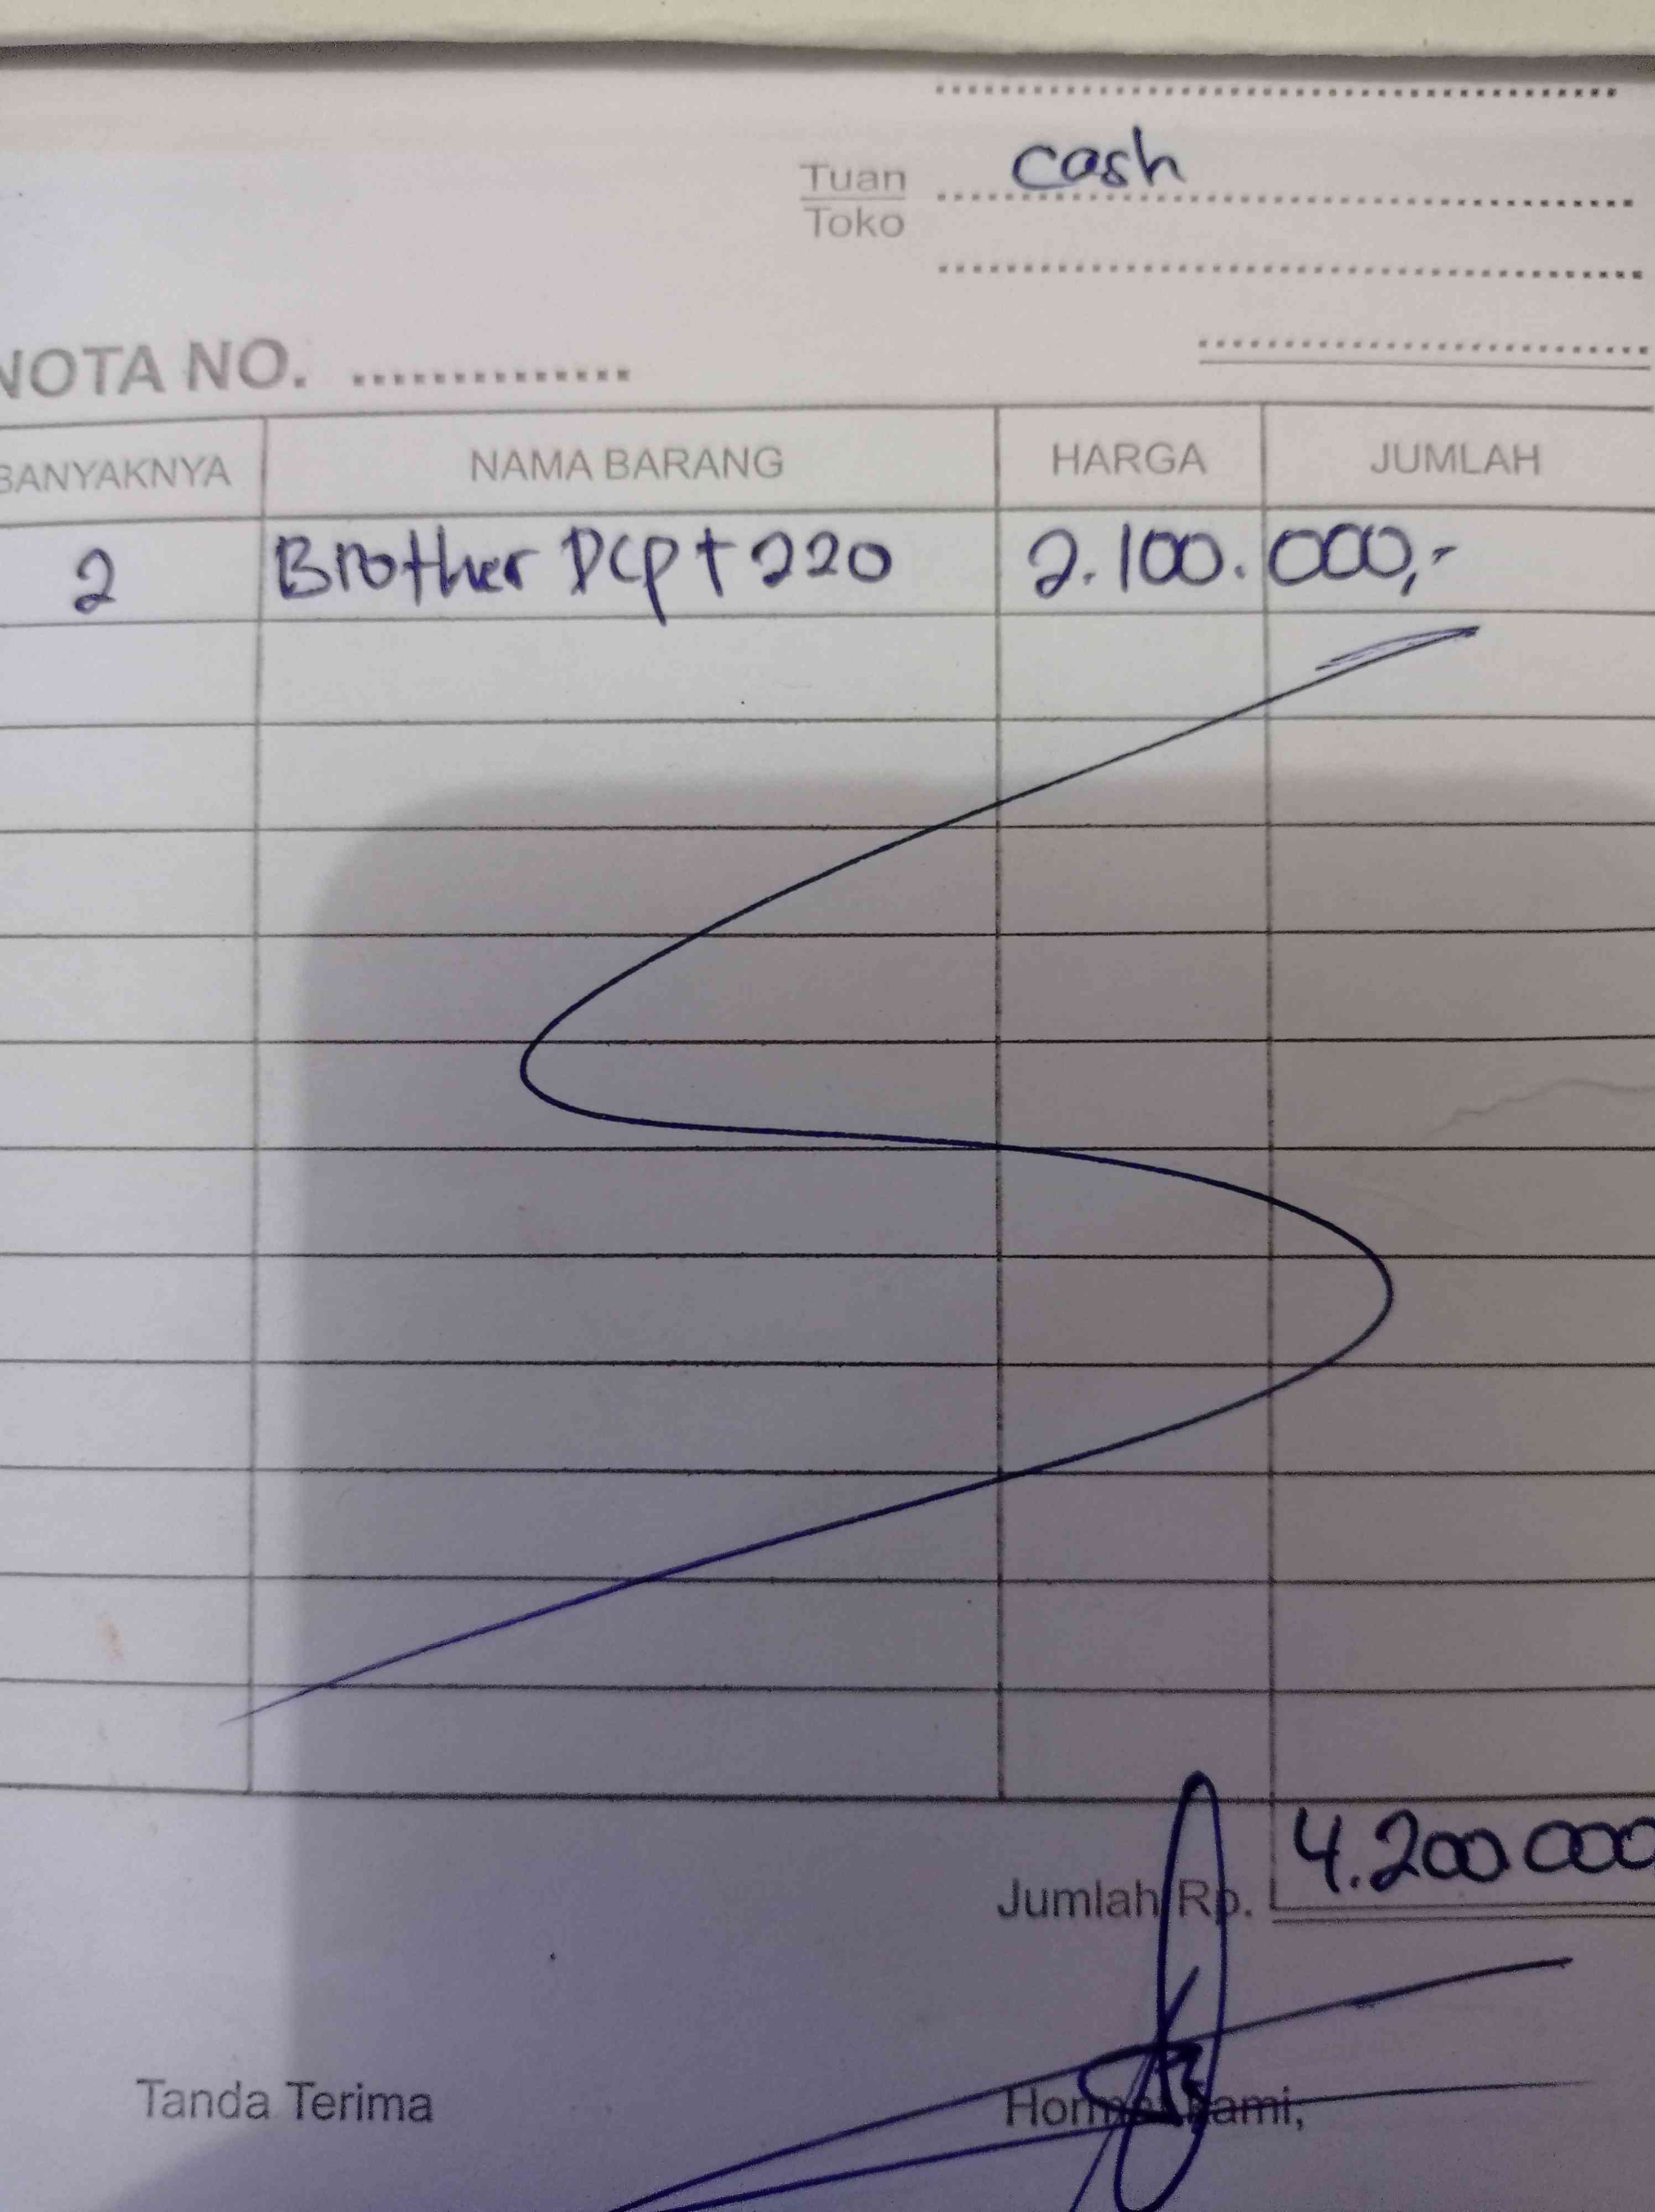 cash
Tuan
Toko
NOTA NO.
BANYAKNYA NAMA BARANG HARGA JUMLAH
2 Brother Dcp t 220 2.100.000,-
Jumlah Rp. 4.200.000
Tanda Terima Hormat Kami,